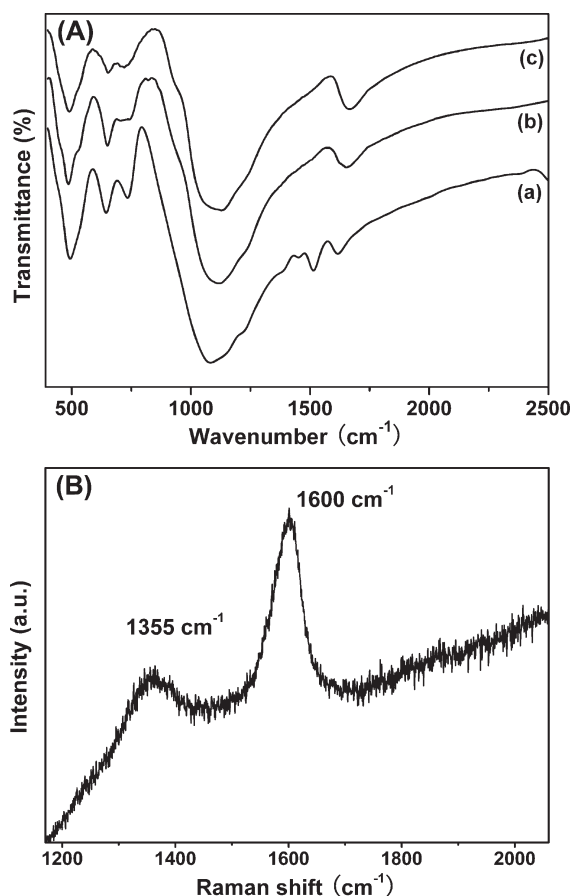 (A)
(c)
(b)
(a)
Transmittance (%)
500 1000 1500 2000 2500
Wavenumber (cm⁻¹)
(B)
1600 cm⁻¹
1355 cm⁻¹
Intensity (a.u.)
1200 1400 1600 1800 2000
Raman shift (cm⁻¹)